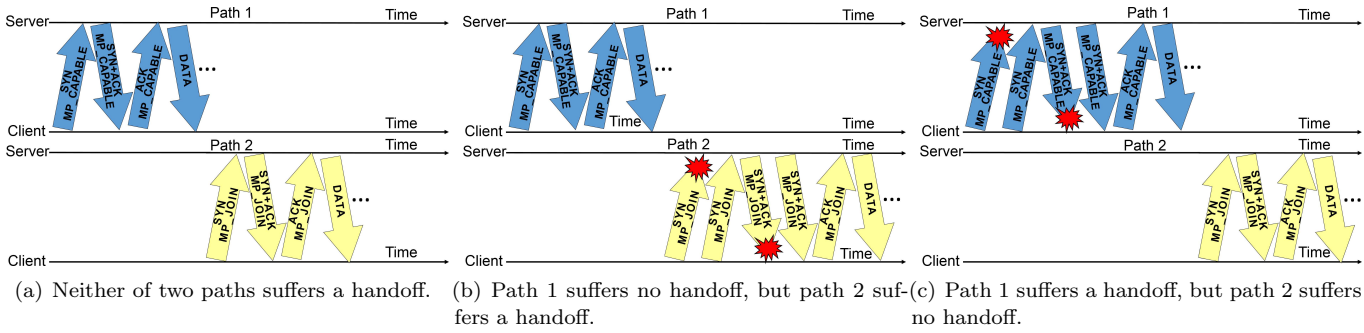 Server
Path 1
Time
SYN
MP_CAPABLE
SYN+ACK
MP_CAPABLE
ACK
MP_CAPABLE
DATA
...
Client
Time
Server
Path 2
Time
SYN
MP_JOIN
SYN+ACK
MP_JOIN
ACK
MP_JOIN
DATA
...
Client
Time
(a) Neither of two paths suffers a handoff.
Server
Path 1
Time
SYN
MP_CAPABLE
SYN+ACK
MP_CAPABLE
ACK
MP_CAPABLE
DATA
...
Time
Client
Time
Server
Path 2
Time
SYN
MP_JOIN
SYN
MP_JOIN
SYN+ACK
MP_JOIN
SYN+ACK
MP_JOIN
ACK
MP_JOIN
DATA
...
Time
Client
(b) Path 1 suffers no handoff, but path 2 suf-
fers a handoff.
Server
Path 1
Time
SYN
MP_CAPABLE
SYN
MP_CAPABLE
SYN+ACK
MP_CAPABLE
SYN+ACK
MP_CAPABLE
ACK
MP_CAPABLE
DATA
...
Client
Time
Server
Path 2
Time
SYN
MP_JOIN
SYN+ACK
MP_JOIN
ACK
MP_JOIN
DATA
...
Client
Time
(c) Path 1 suffers a handoff, but path 2 suffers
no handoff.